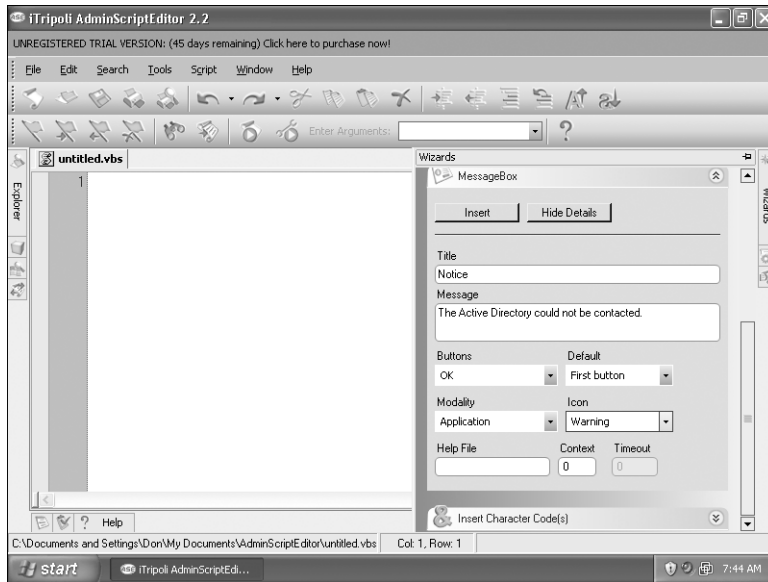 iTripoli AdminScriptEditor 2.2
UNREGISTERED TRIAL VERSION: (45 days remaining) Click here to purchase now!
File Edit Search Tools Script Window Help
Enter Arguments:
untitled.vbs
Wizards
Explorer
1
MessageBox
Wizards
Insert Hide Details
Title
Notice
Message
The Active Directory could not be contacted.
Buttons Default
OK First button
Modality Icon
Application Warning
Help File Context Timeout
0 0
Insert Character Code(s)
Help
C:\Documents and Settings\Don\My Documents\AdminScriptEditor\untitled.vbs Col: 1, Row: 1
start ASE iTripoli AdminScriptEdi... 7:44 AM